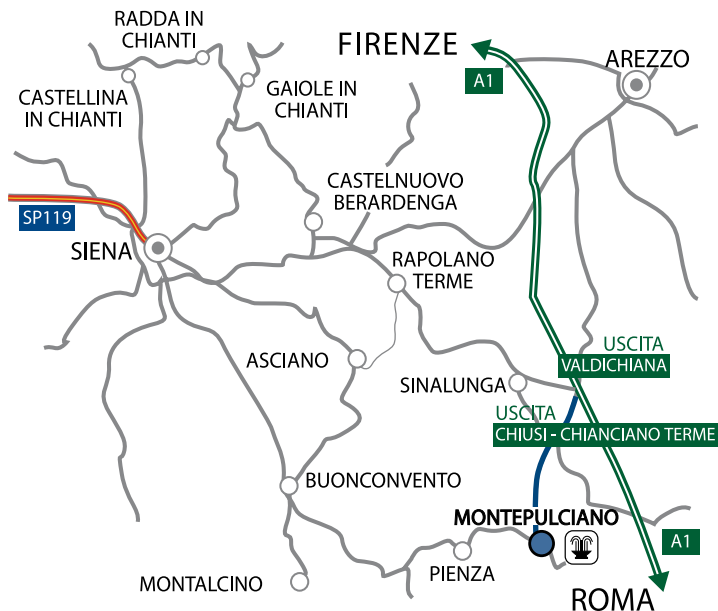 RADDA IN
CHIANTI
FIRENZE
A1
AREZZO
CASTELLINA
IN CHIANTI
GAIOLE IN
CHIANTI
CASTELNUOVO
BERARDENGA
SP119
SIENA
RAPOLANO
TERME
USCITA
VALDICHIANA
ASCIANO
SINALUNGA
USCITA
CHIUSI - CHIANCIANO TERME
BUONCONVENTO
MONTEPULCIANO
A1
PIENZA
MONTALCINO
ROMA